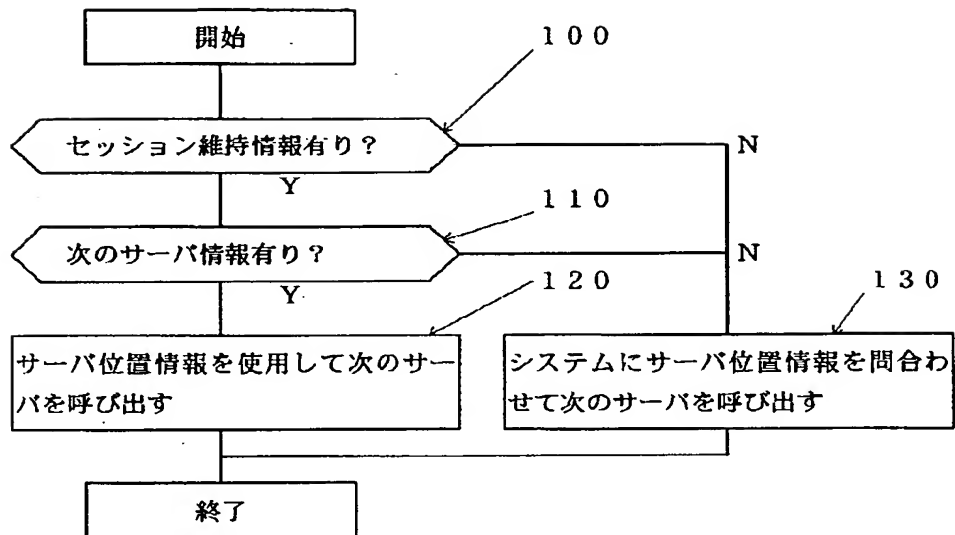 開始
１００
セッション維持情報有り？
N
Y
１１０
次のサーバ情報有り？
N
Y
１２０
１３０
サーバ位置情報を使用して次のサー
バを呼び出す
システムにサーバ位置情報を問合わ
せて次のサーバを呼び出す
終了